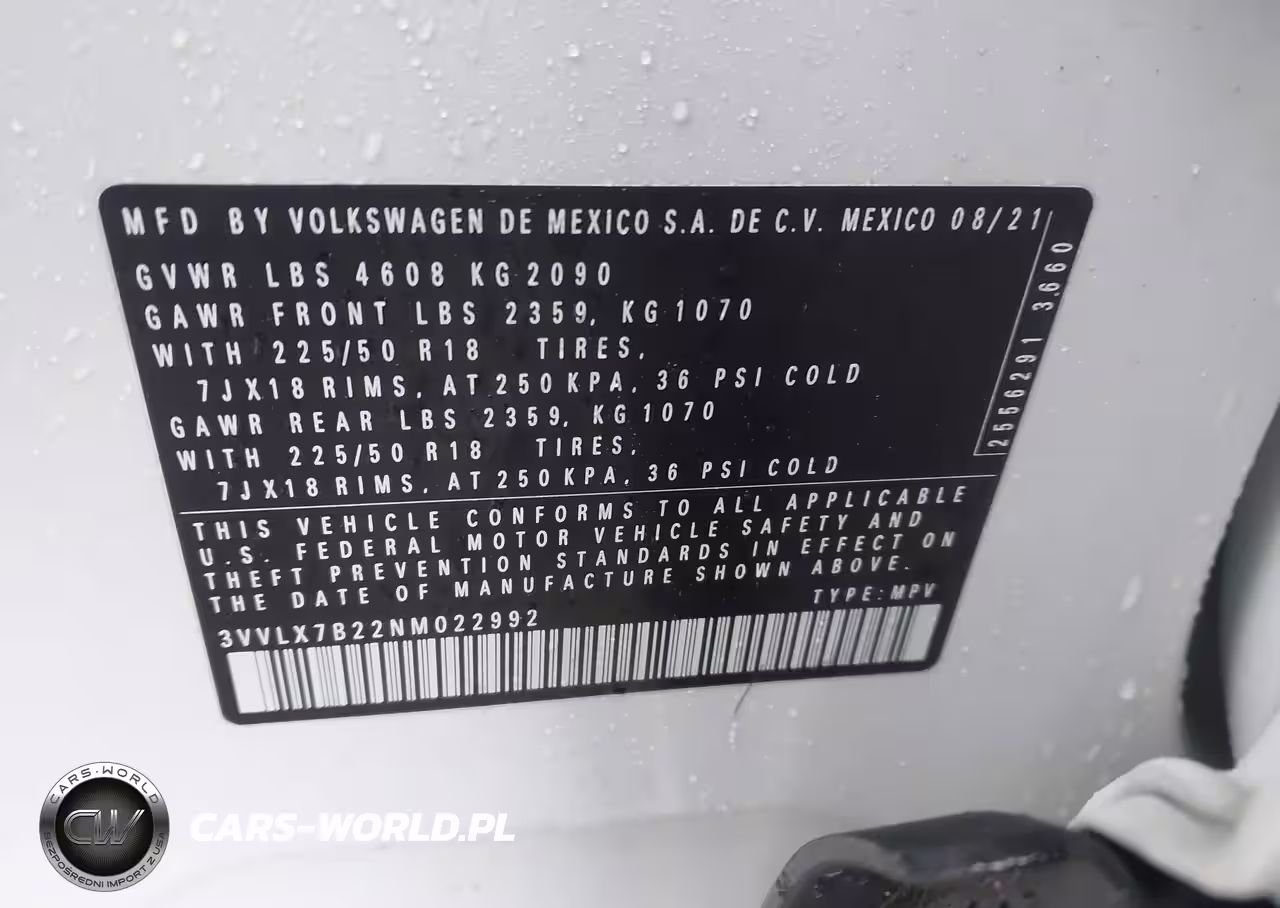 MFD BY VOLKSWAGEN DE MEXICO S.A. DE C.V. MEXICO 08/21
GVWR LBS 4608 KG 2090
GAWR FRONT LBS 2359, KG 1070
WITH 225/50 R18 TIRES,
7JX18 RIMS, AT 250 KPA, 36 PSI COLD
GAWR REAR LBS 2359, KG 1070
WITH 225/50 R18 TIRES,
7JX18 RIMS, AT 250 KPA, 36 PSI COLD
2556291 3.660
THIS VEHICLE CONFORMS TO ALL APPLICABLE
U.S. FEDERAL MOTOR VEHICLE SAFETY AND
THEFT PREVENTION STANDARDS IN EFFECT ON
THE DATE OF MANUFACTURE SHOWN ABOVE.
TYPE: MPV
3VVLX7B22NM022992
CARS-WORLD
CW
BEZPOŚREDNI IMPORT Z USA
CARS-WORLD.PL